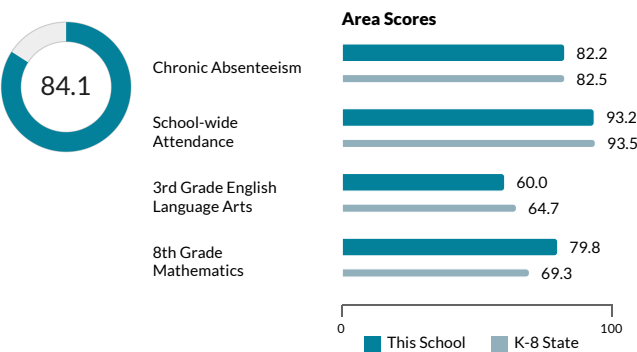 Area Scores
84.1
Chronic Absenteeism
82.2
82.5
School-wide
Attendance
93.2
93.5
3rd Grade English
Language Arts
60.0
64.7
8th Grade
Mathematics
79.8
69.3
0
100
This School
K-8 State